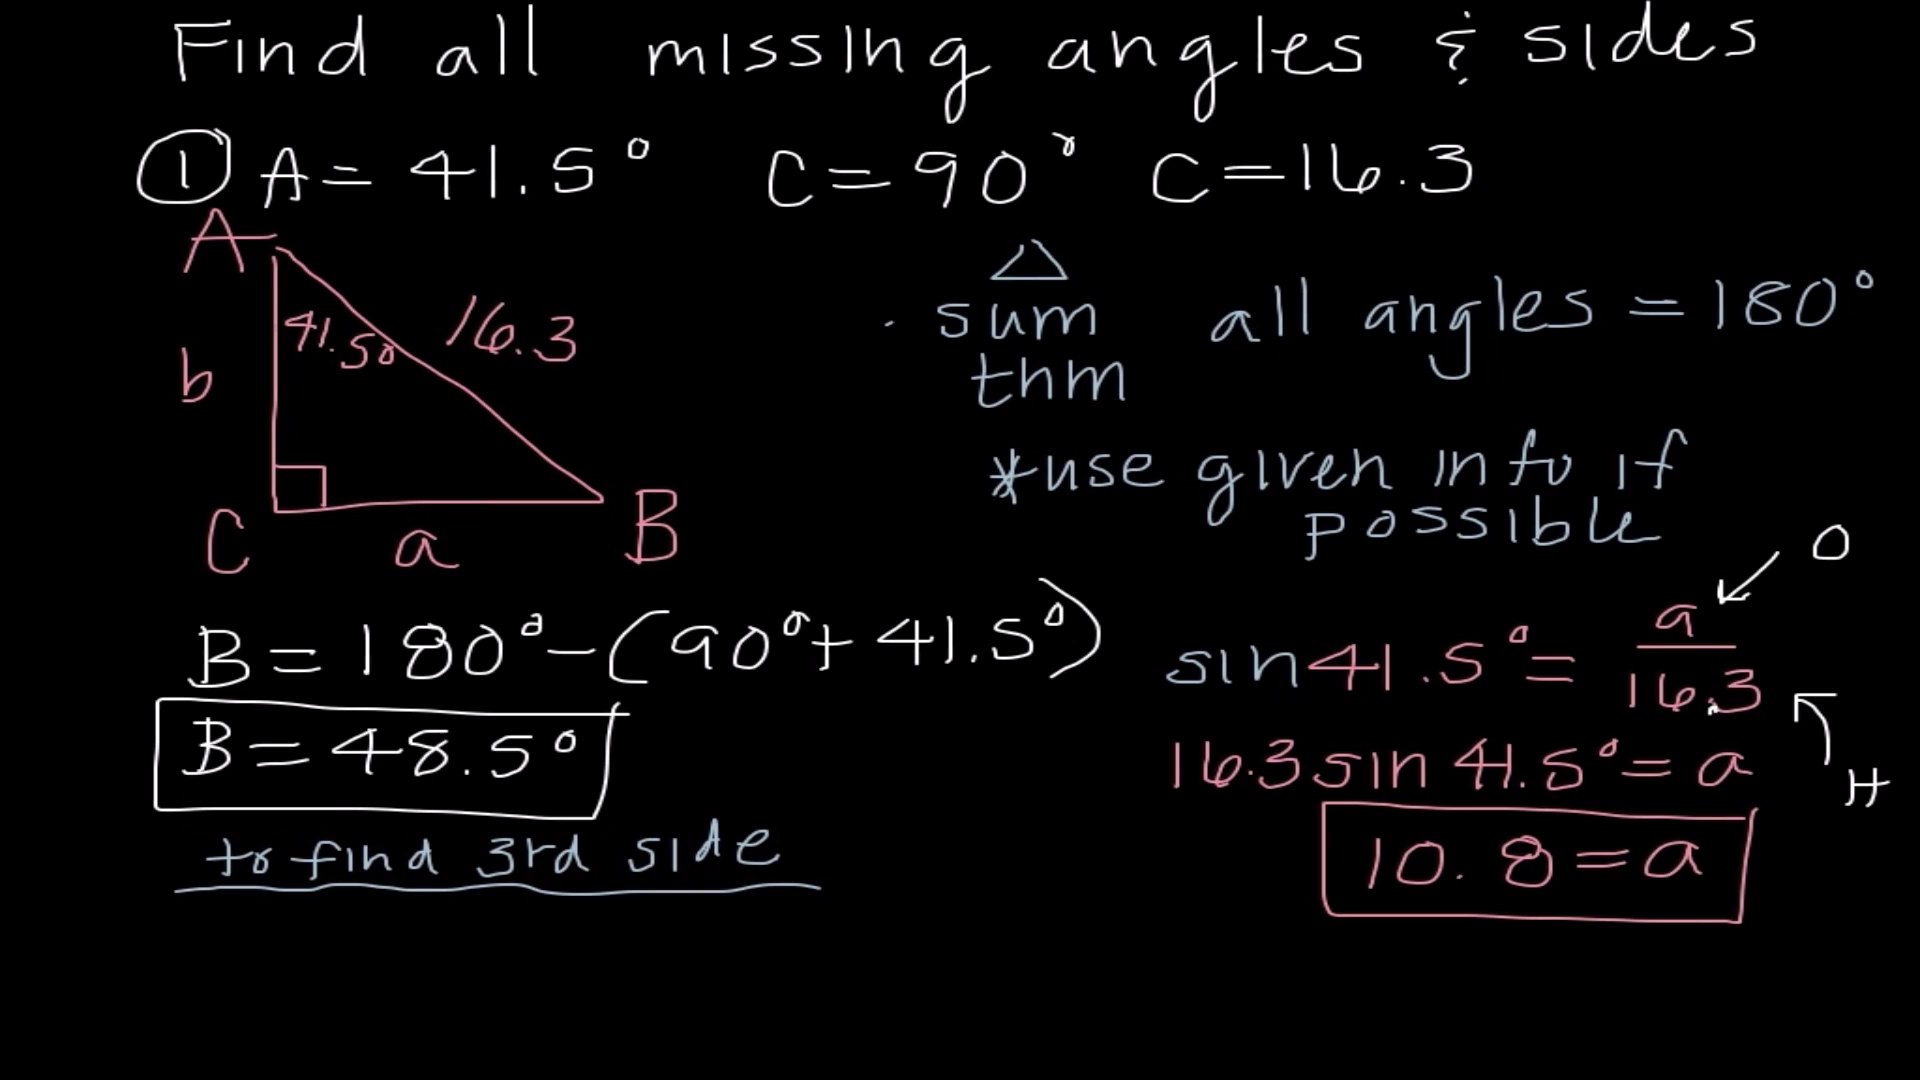 Find all missing angles & sides
① A = 41.5° C = 90° c = 16.3
A
41.5°
16.3
b
C
a
B
△
sum
thm
all angles = 180°
*use given info if
possible
B = 180° - (90° + 41.5°)
B = 48.5°
to find 3rd side
O
sin 41.5° = a/16.3
H
16.3 sin 41.5° = a
10.8 = a